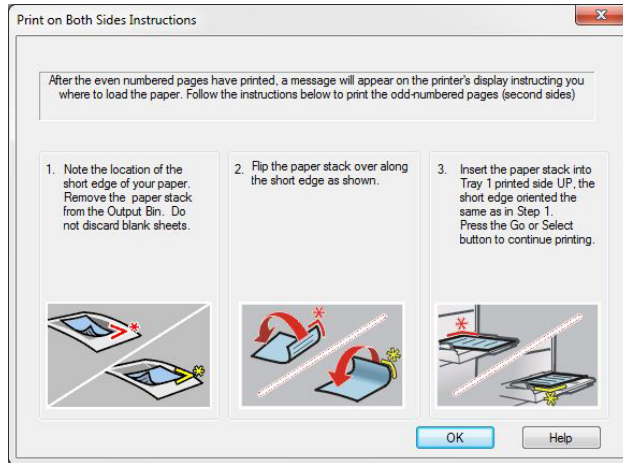 Print on Both Sides Instructions
After the even numbered pages have printed, a message will appear on the printer's display instructing you
where to load the paper. Follow the instructions below to print the odd-numbered pages (second sides)
1. Note the location of the
short edge of your paper.
Remove the paper stack
from the Output Bin. Do
not discard blank sheets.
2. Flip the paper stack over along
the short edge as shown.
3. Insert the paper stack into
Tray 1 printed side UP, the
short edge oriented the
same as in Step 1.
Press the Go or Select
button to continue printing.
OK
Help